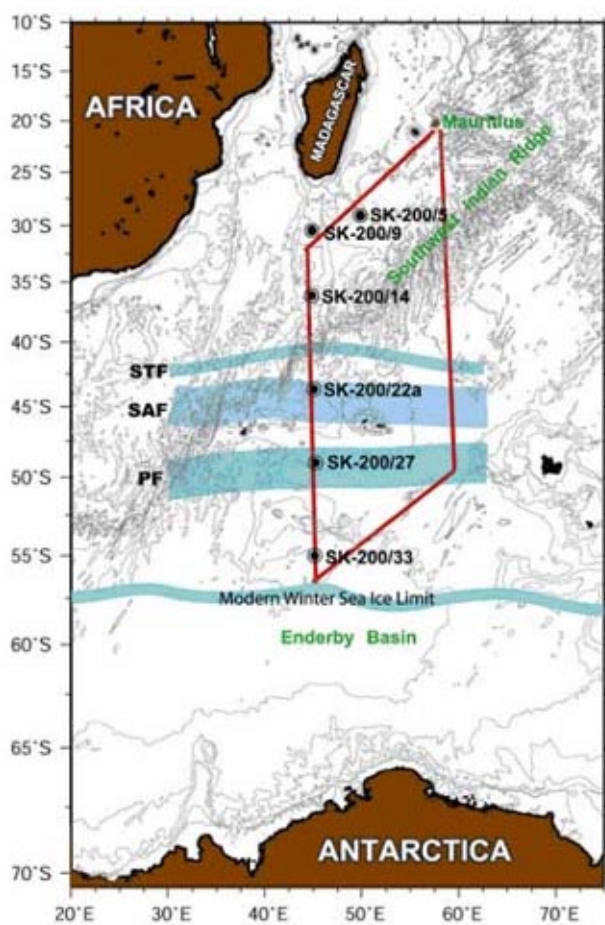 10°S
15°S
20°S
25°S
30°S
35°S
40°S
45°S
50°S
55°S
60°S
65°S
70°S
AFRICA
MADAGASCAR
Mauritius
Southwest Indian Ridge
SK-200/5
SK-200/9
SK-200/14
STF
SK-200/22a
SAF
SK-200/27
PF
SK-200/33
Modern Winter Sea Ice Limit
Enderby Basin
ANTARCTICA
20°E 30°E 40°E 50°E 60°E 70°E